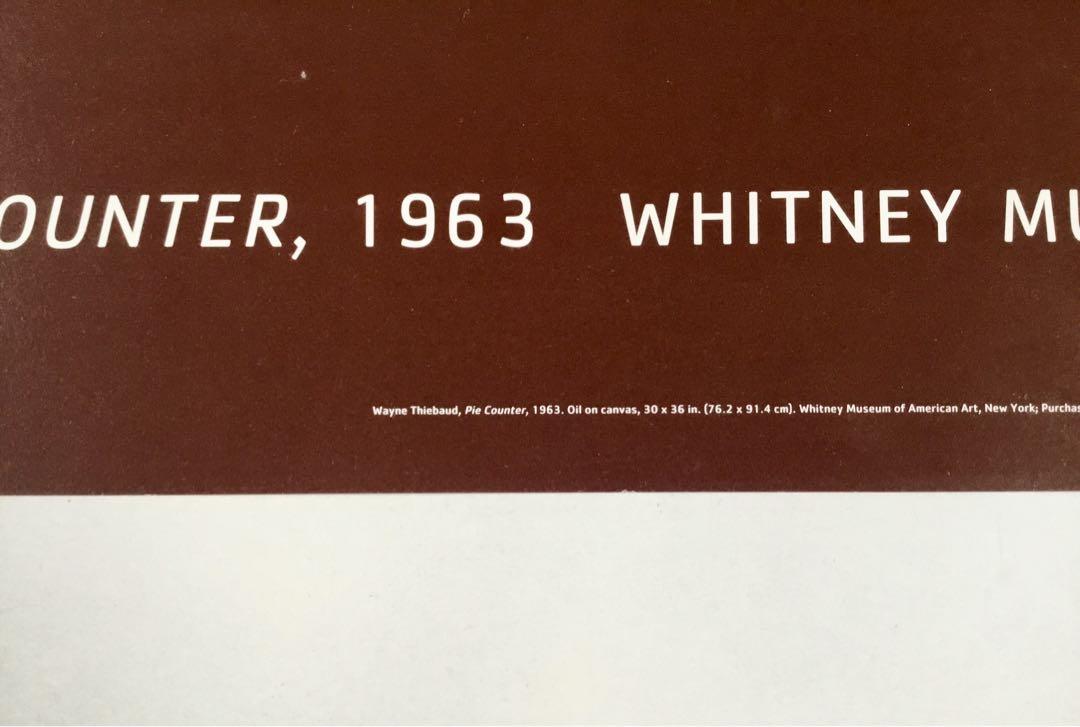 OUNTER, 1963 WHITNEY MU
Wayne Thiebaud, Pie Counter, 1963. Oil on canvas, 30 x 36 in. (76.2 x 91.4 cm). Whitney Museum of American Art, New York; Purchas